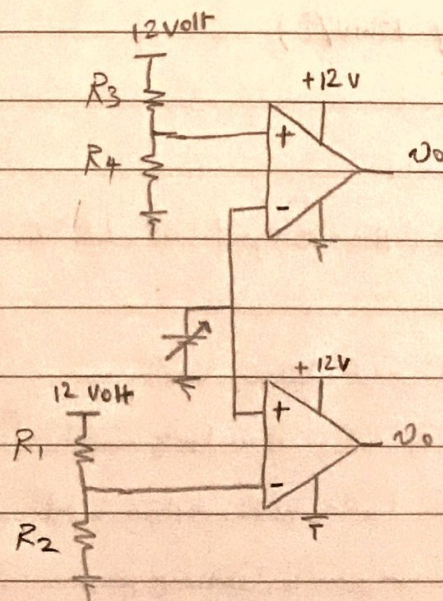 12 Volt
R3
+12 V
+
R4
vo
-
+ 12V
12 Volt
+
R1
vo
-
R2